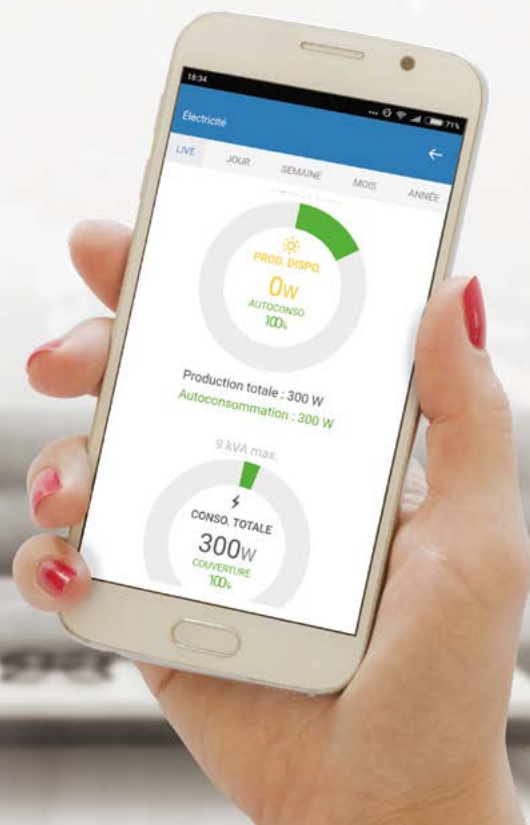 16:34
... 71%
Électricité
←
LIVE JOUR SEMAINE MOIS ANNÉE
PROD. DISPO.
0W
AUTOCONSO.
100%
Production totale : 300 W
Autoconsommation : 300 W
9 kVA max.
CONSO. TOTALE
300W
COUVERTURE
100%